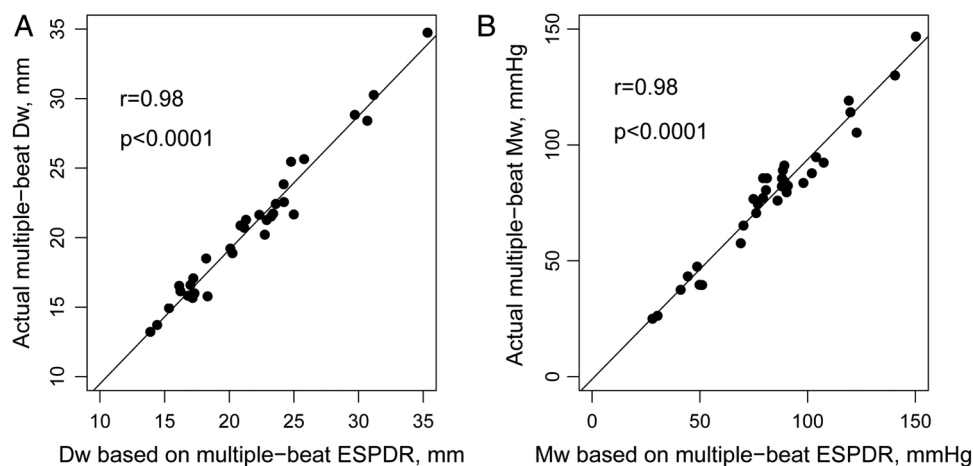 A
Actual multiple−beat Dw, mm
35
30
25
20
15
10
r=0.98
p<0.0001
10 15 20 25 30 35
Dw based on multiple−beat ESPDR, mm
B
Actual multiple−beat Mw, mmHg
150
100
50
0
r=0.98
p<0.0001
0 50 100 150
Mw based on multiple−beat ESPDR, mmHg